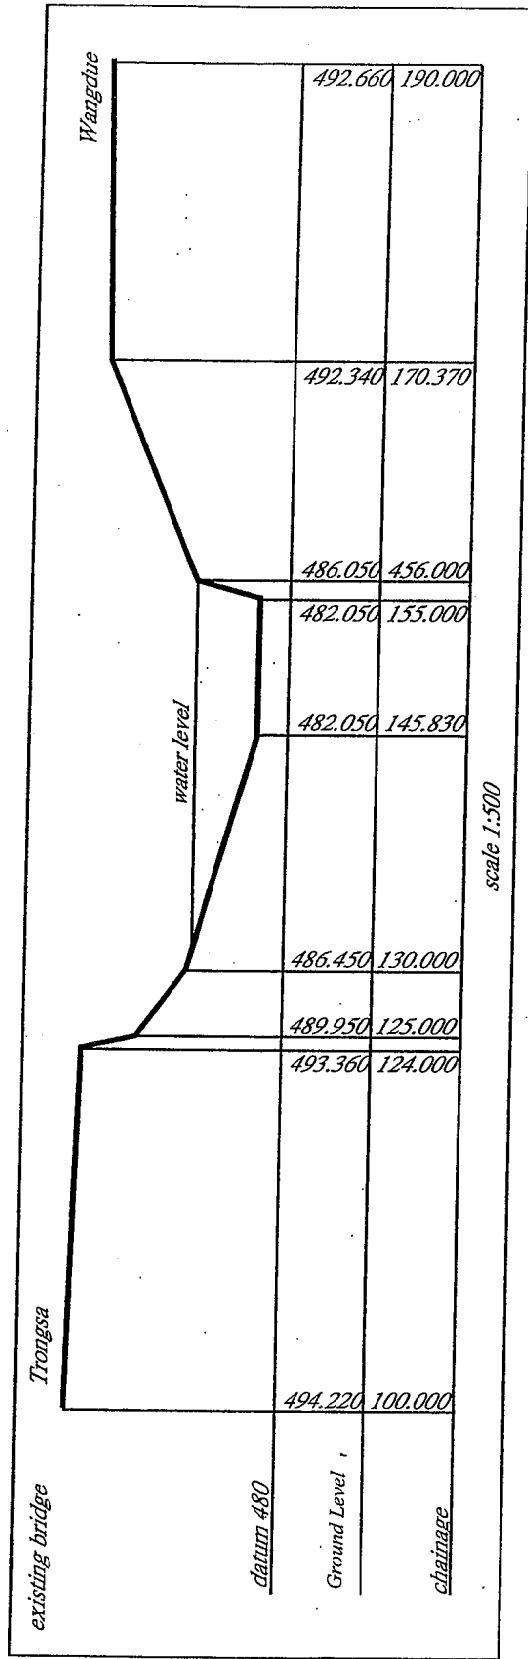 existing bridge
Trongsa
Wangdue
water level
datum 480
Ground Level
494.220 493.360 489.950 486.450 482.050 482.050 486.050 492.340 492.660
chainage
100.000 124.000 125.000 130.000 145.830 155.000 456.000 170.370 190.000
scale 1:500